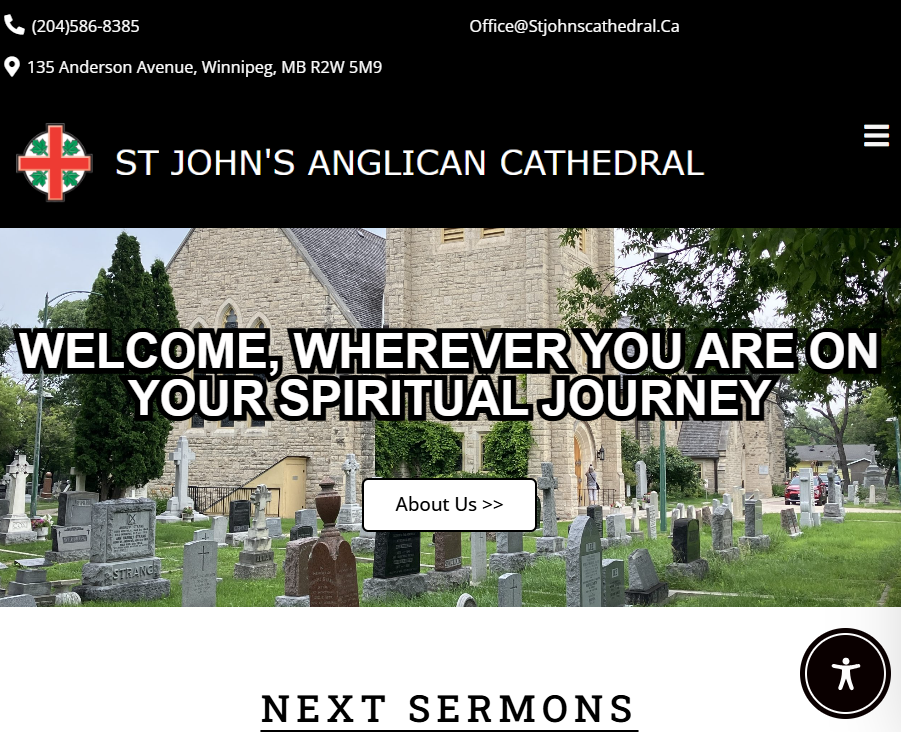 (204)586-8385
Office@Stjohnscathedral.Ca
135 Anderson Avenue, Winnipeg, MB R2W 5M9
ST JOHN'S ANGLICAN CATHEDRAL
WELCOME, WHEREVER YOU ARE ON
YOUR SPIRITUAL JOURNEY
About Us >>
STRANG
NEXT SERMONS